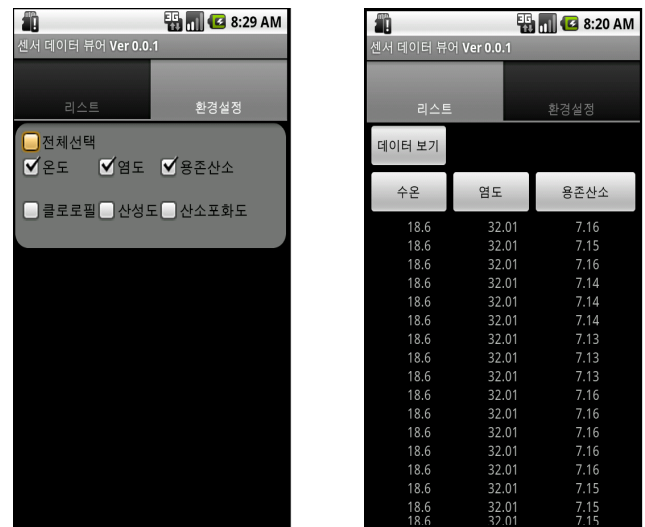 3G 8:29 AM
센서 데이터 뷰어 Ver 0.0.1
리스트 환경설정
전체선택
온도 염도 용존산소
클로로필 산성도 산소포화도
3G 8:20 AM
센서 데이터 뷰어 Ver 0.0.1
리스트 환경설정
데이터 보기
수온 염도 용존산소
18.6 32.01 7.16
18.6 32.01 7.15
18.6 32.01 7.16
18.6 32.01 7.14
18.6 32.01 7.14
18.6 32.01 7.14
18.6 32.01 7.13
18.6 32.01 7.13
18.6 32.01 7.13
18.6 32.01 7.16
18.6 32.01 7.16
18.6 32.01 7.16
18.6 32.01 7.16
18.6 32.01 7.16
18.6 32.01 7.15
18.6 32.01 7.15
18.6 32.01 7.15